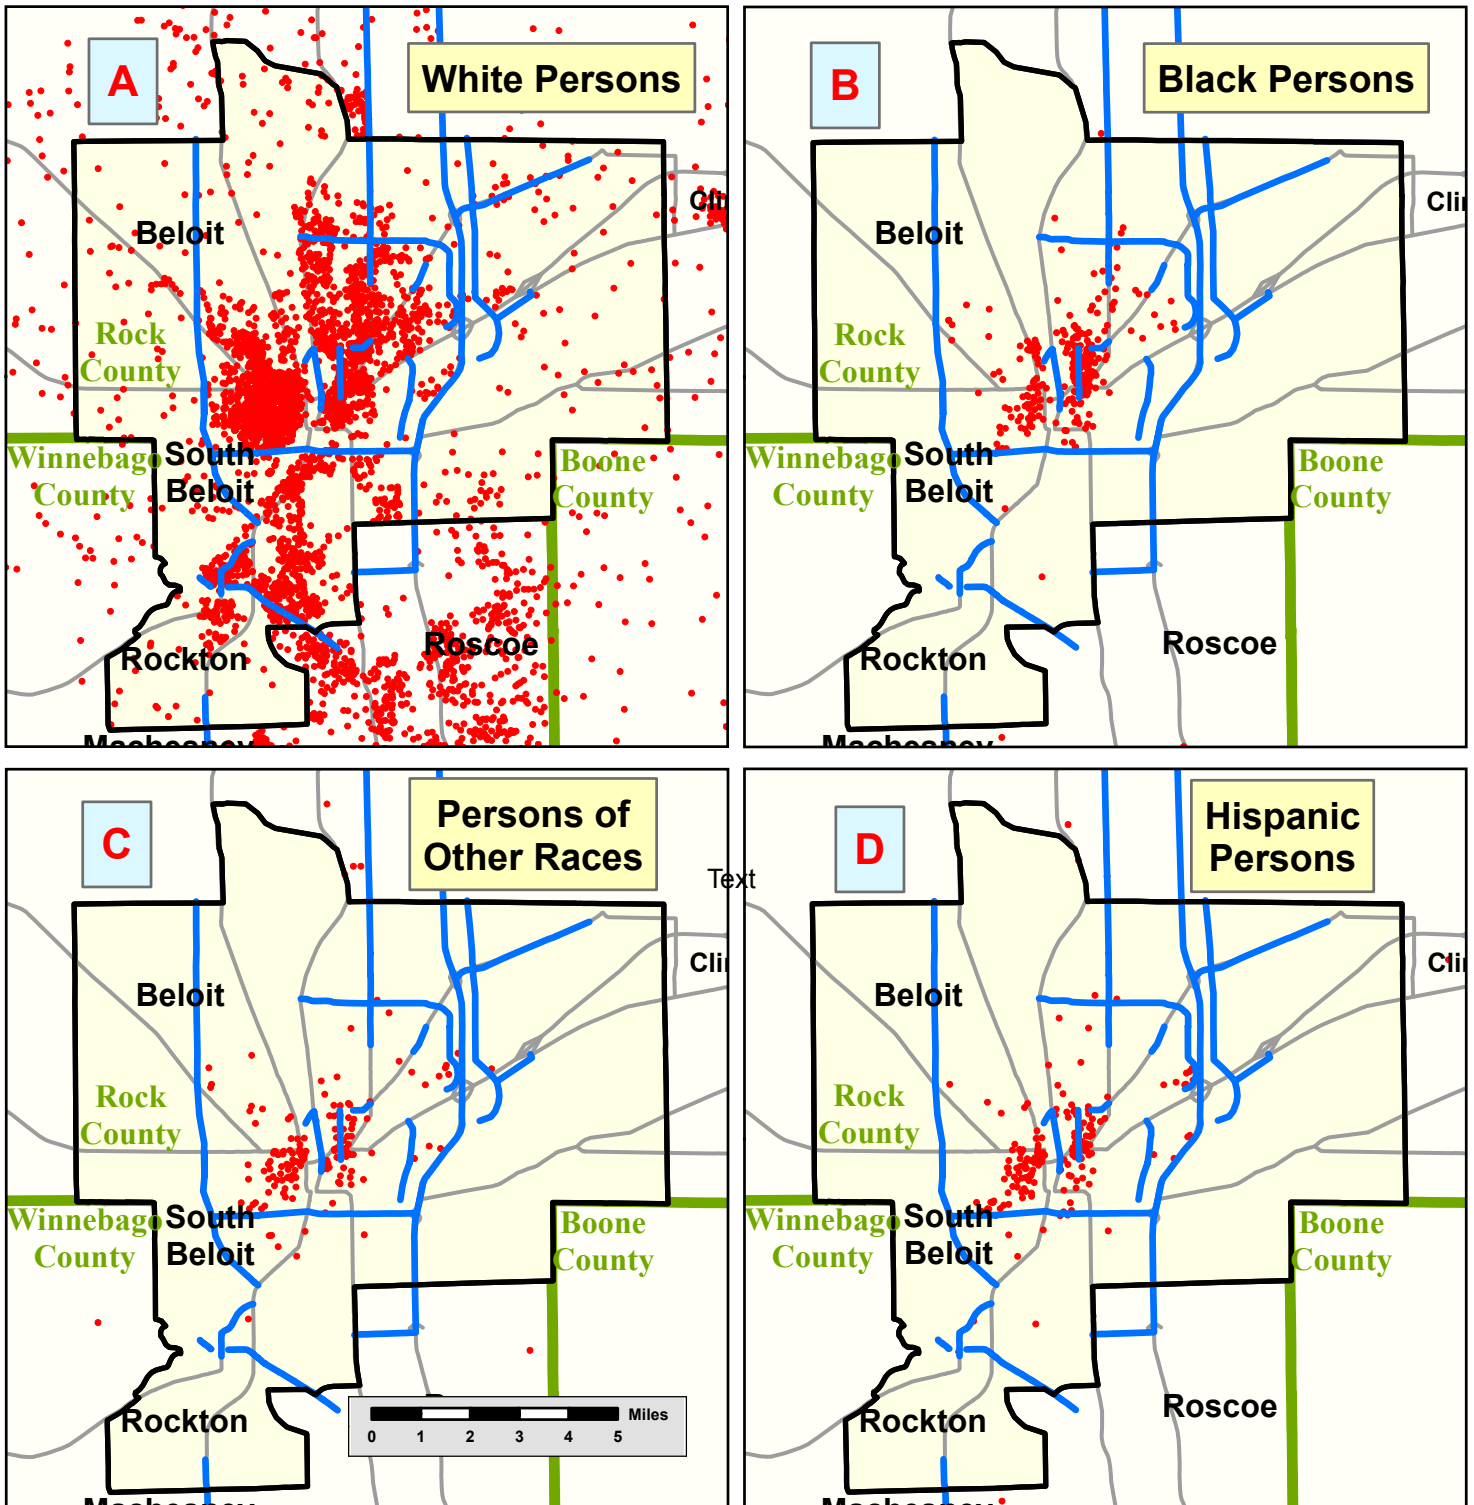 A
White Persons
Beloit
Rock
County
Winnebago
County
South
Beloit
Boone
County
Roscoe
Rockton
B
Black Persons
Beloit
Rock
County
Winnebago
County
South
Beloit
Boone
County
Roscoe
Rockton
C
Persons of
Other Races
Text
Beloit
Rock
County
Winnebago
County
South
Beloit
Boone
County
Rockton
Miles
0 1 2 3 4 5
D
Hispanic
Persons
Beloit
Rock
County
Winnebago
County
South
Beloit
Boone
County
Roscoe
Rockton